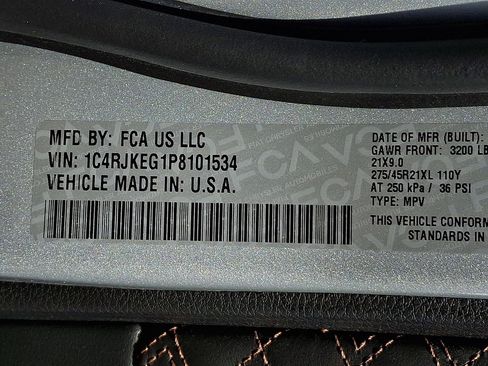 MFD BY: FCA US LLC
VIN: 1C4RJKEG1P8101534
VEHICLE MADE IN: U.S.A.
DATE OF MFR (BUILT):
GAWR FRONT: 3200 LB
21X9.0
275/45R21XL 110Y
AT 250 kPa / 36 PSI
TYPE: MPV
THIS VEHICLE CONFORM
STANDARDS IN